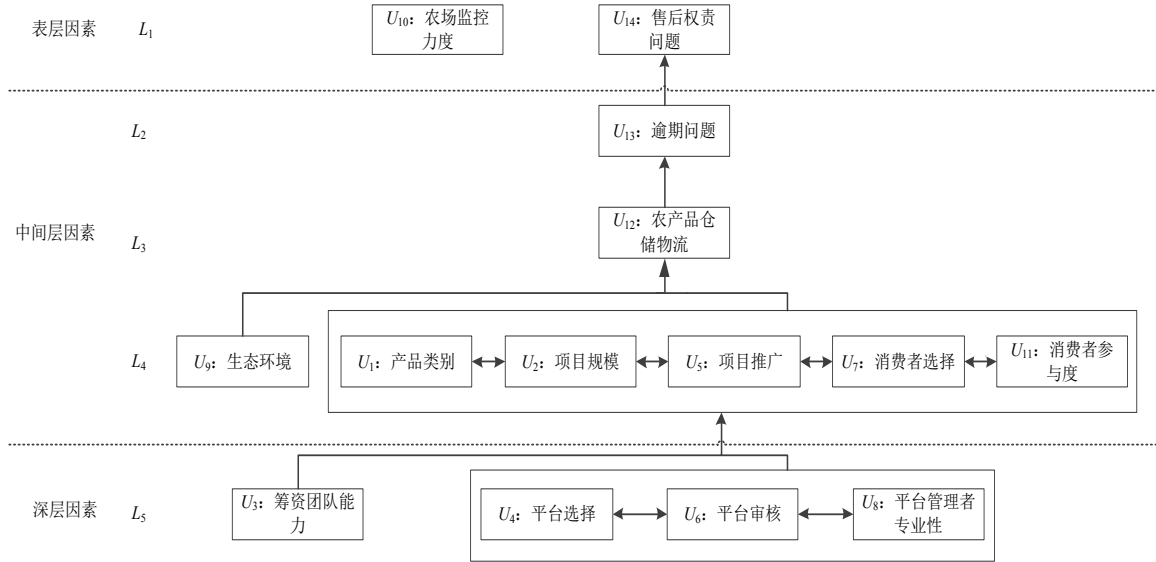 表层因素
L1
U10：农场监控
力度
U14：售后权责
问题
L2
U13：逾期问题
中间层因素
L3
U12：农产品仓
储物流
L4
U9：生态环境
U1：产品类别
U2：项目规模
U5：项目推广
U7：消费者选择
U11：消费者参
与度
深层因素
L5
U3：筹资团队能
力
U4：平台选择
U6：平台审核
U8：平台管理者
专业性